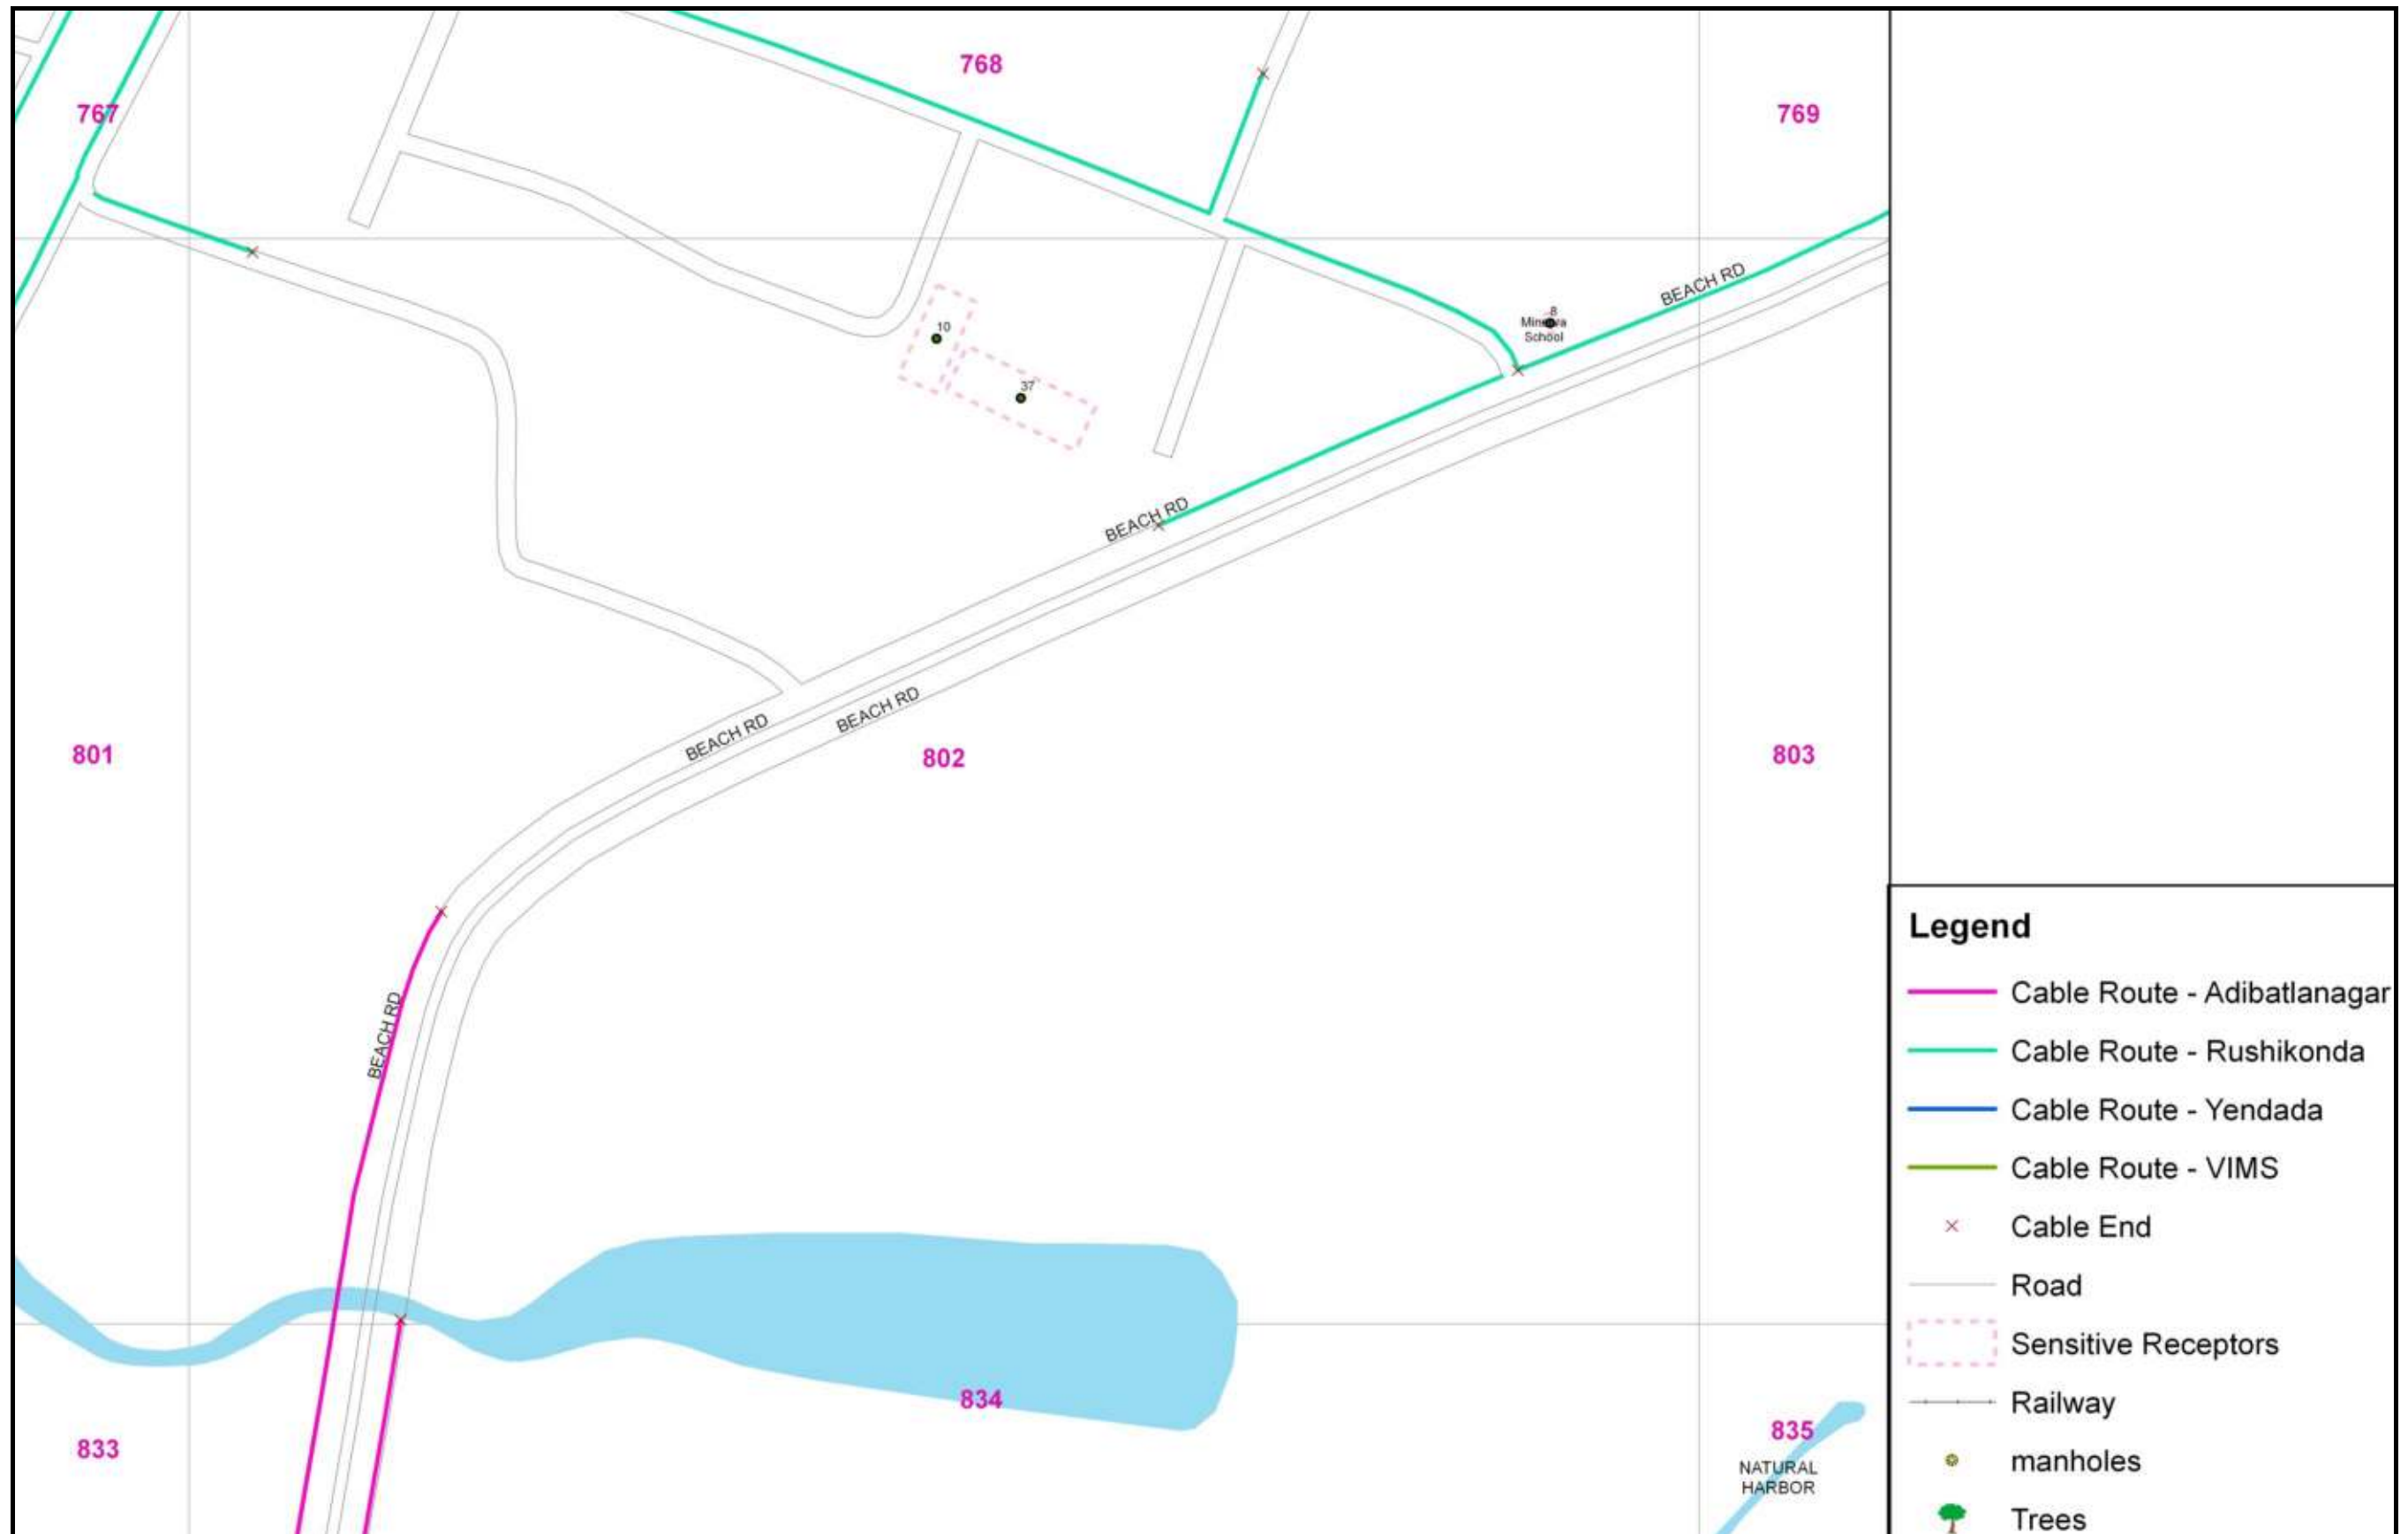 768
767
769
BEACH RD
8
Minerva
School
10
37
BEACH RD
BEACH RD
BEACH RD
801
802
803
BEACH RD
834
833
835
NATURAL
HARBOR
Legend
Cable Route - Adibatlanagar
Cable Route - Rushikonda
Cable Route - Yendada
Cable Route - VIMS
Cable End
Road
Sensitive Receptors
Railway
manholes
Trees